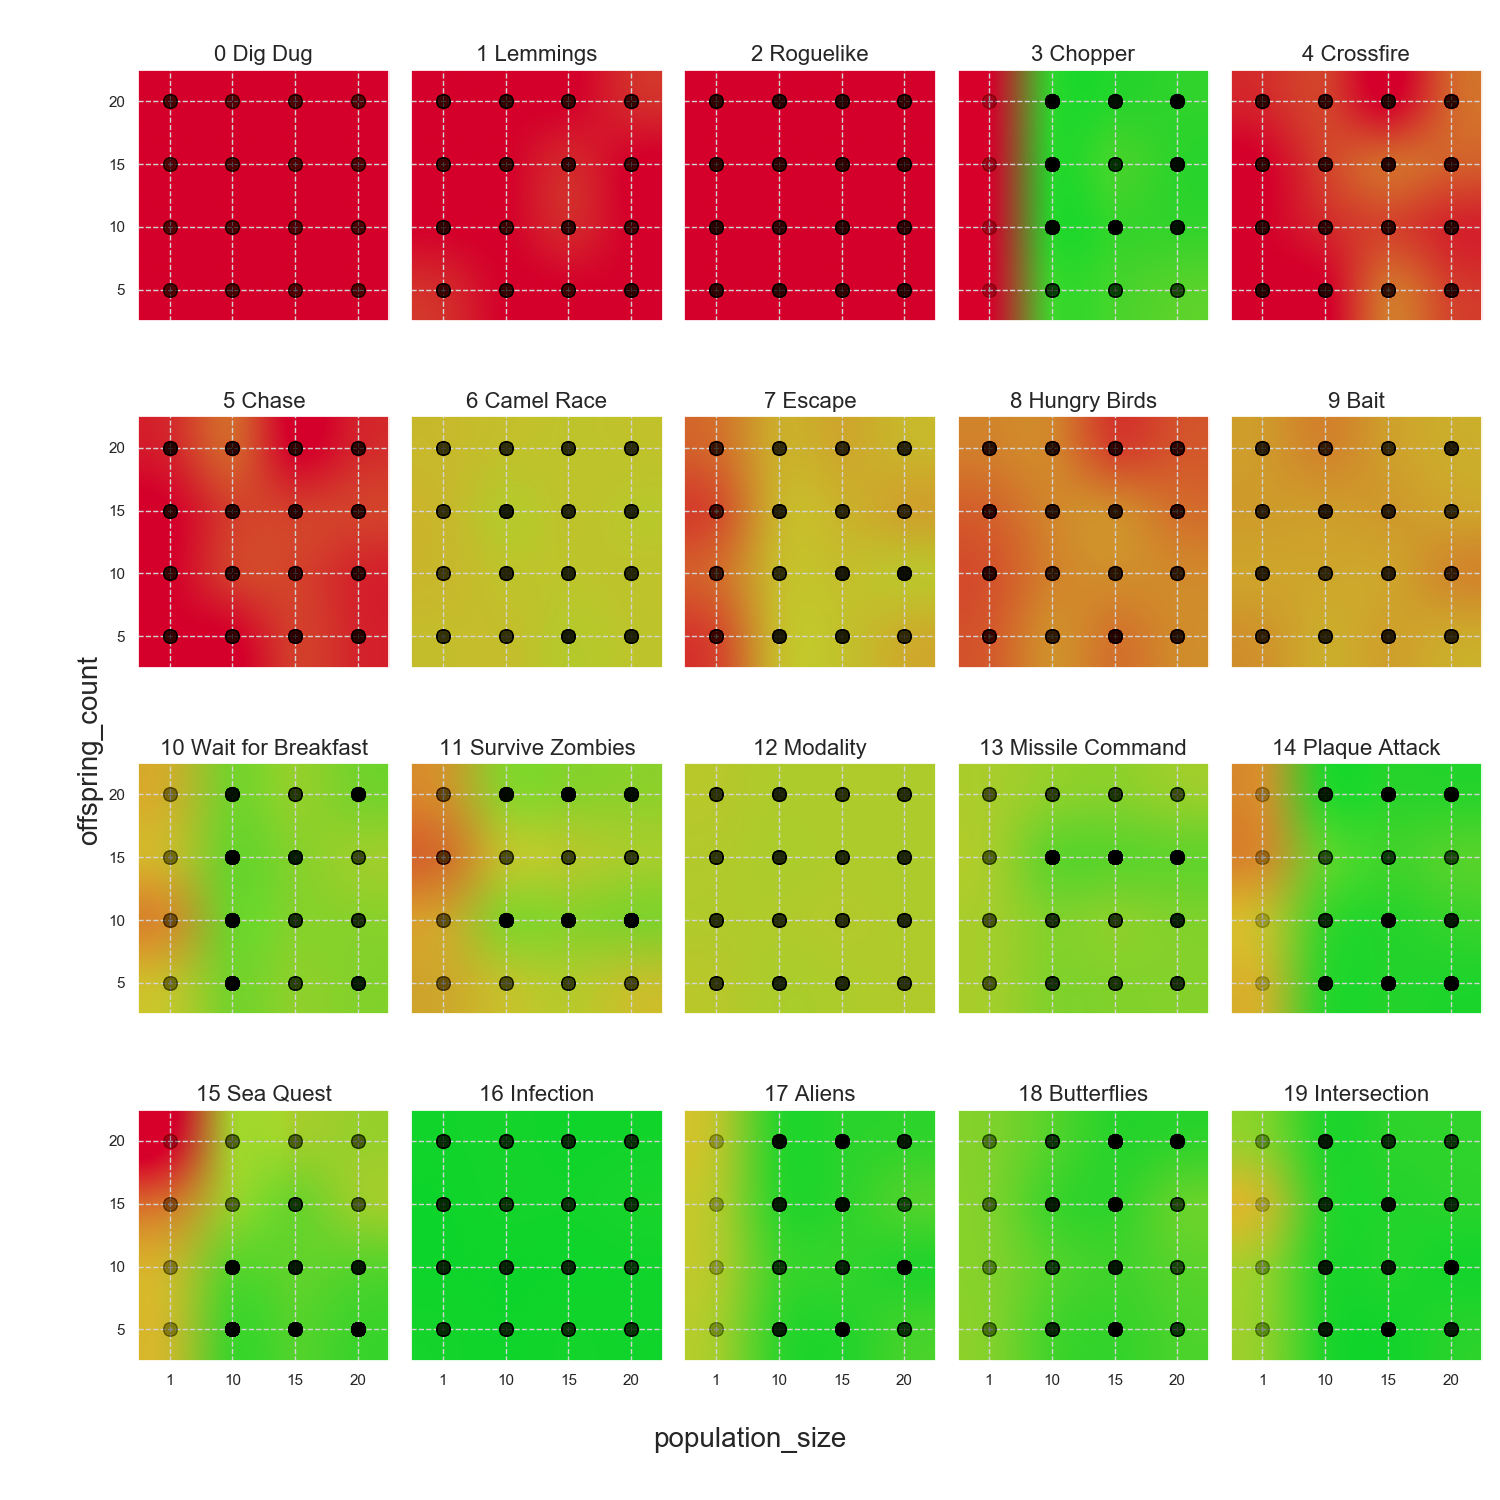 0 Dig Dug
1 Lemmings
2 Roguelike
3 Chopper
4 Crossfire
20
15
10
5
5 Chase
6 Camel Race
7 Escape
8 Hungry Birds
9 Bait
20
15
10
5
offspring_count
10 Wait for Breakfast
11 Survive Zombies
12 Modality
13 Missile Command
14 Plaque Attack
20
15
10
5
15 Sea Quest
16 Infection
17 Aliens
18 Butterflies
19 Intersection
20
15
10
5
1 10 15 20
1 10 15 20
1 10 15 20
1 10 15 20
1 10 15 20
population_size